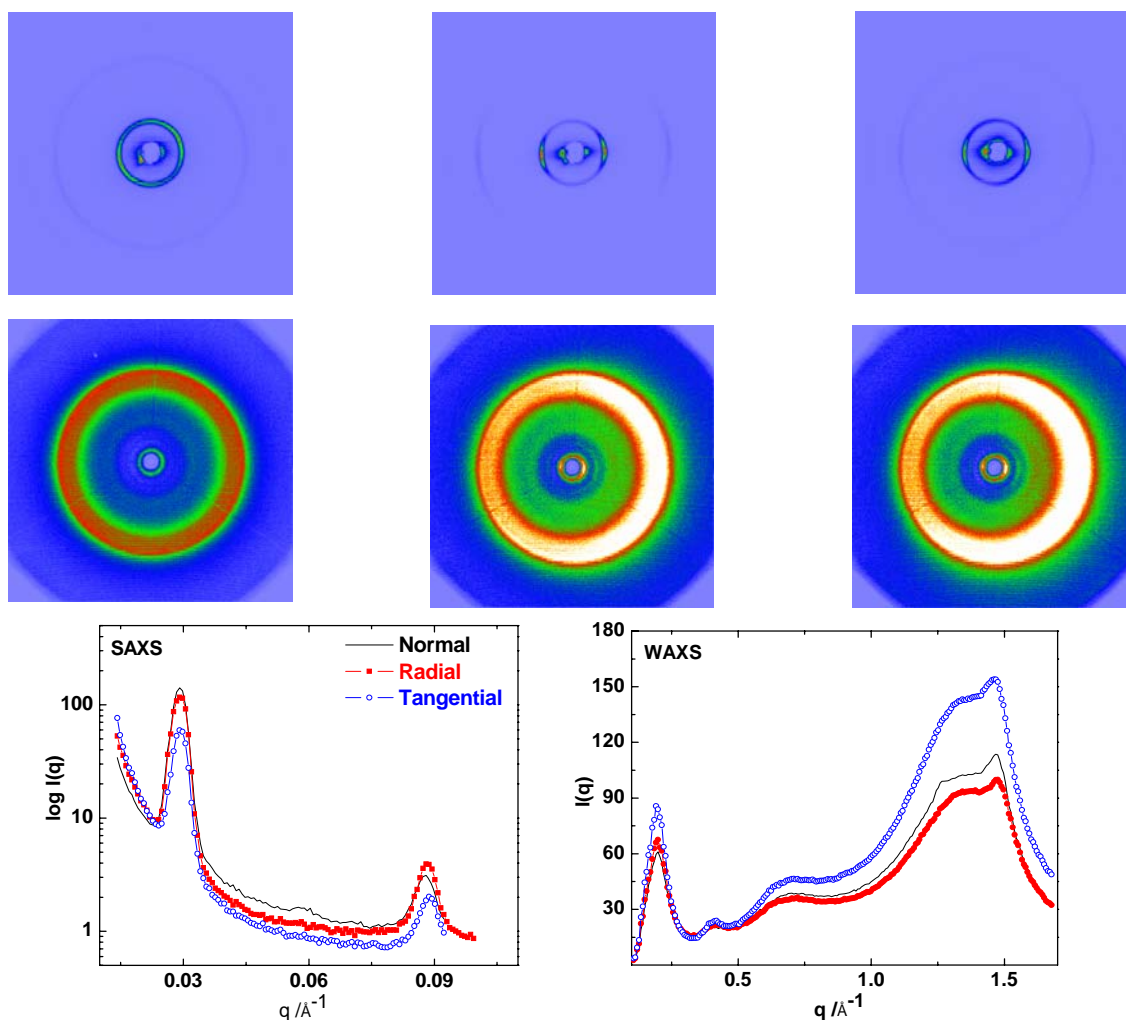 SAXS
Normal
Radial
Tangential
log I(q)
100
10
1
0.03
0.06
0.09
q /Å⁻¹
WAXS
I(q)
180
150
120
90
60
30
0.5
1.0
1.5
q /Å⁻¹